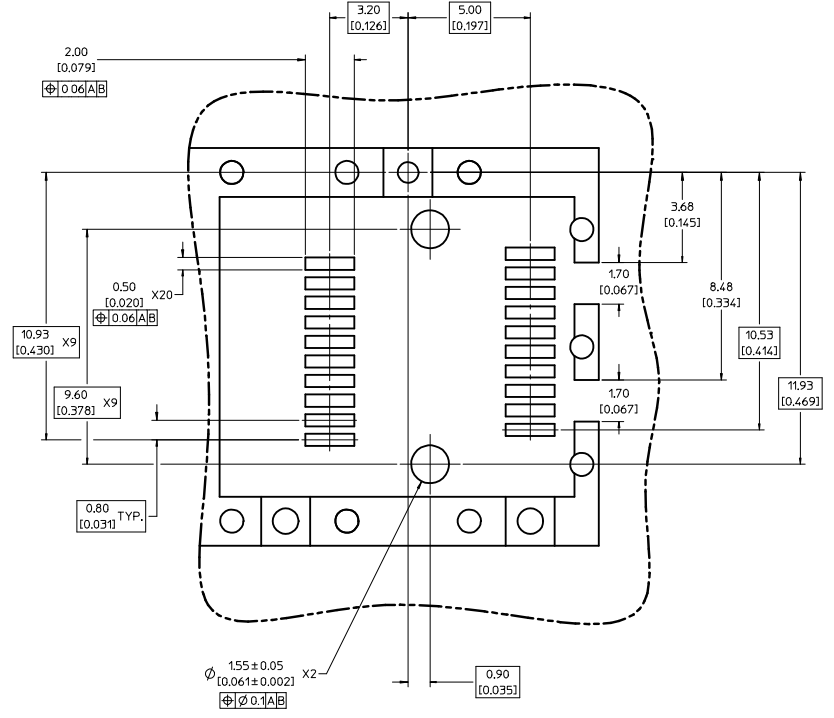 3.20
[0.126]
5.00
[0.197]
2.00
[0.079]
⌖ 0 06 A B
3.68
[0.145]
0.50
[0.020] X20
⌖ 0.06 A B
1.70
[0.067]
8.48
[0.334]
10.93
[0.430] X9
10.53
[0.414]
9.60
[0.378] X9
1.70
[0.067]
11.93
[0.469]
0.80
[0.031] TYP.
Ø 1.55±0.05
[0.061±0.002] X2
⌖ Ø 0.1 A B
0.90
[0.035]